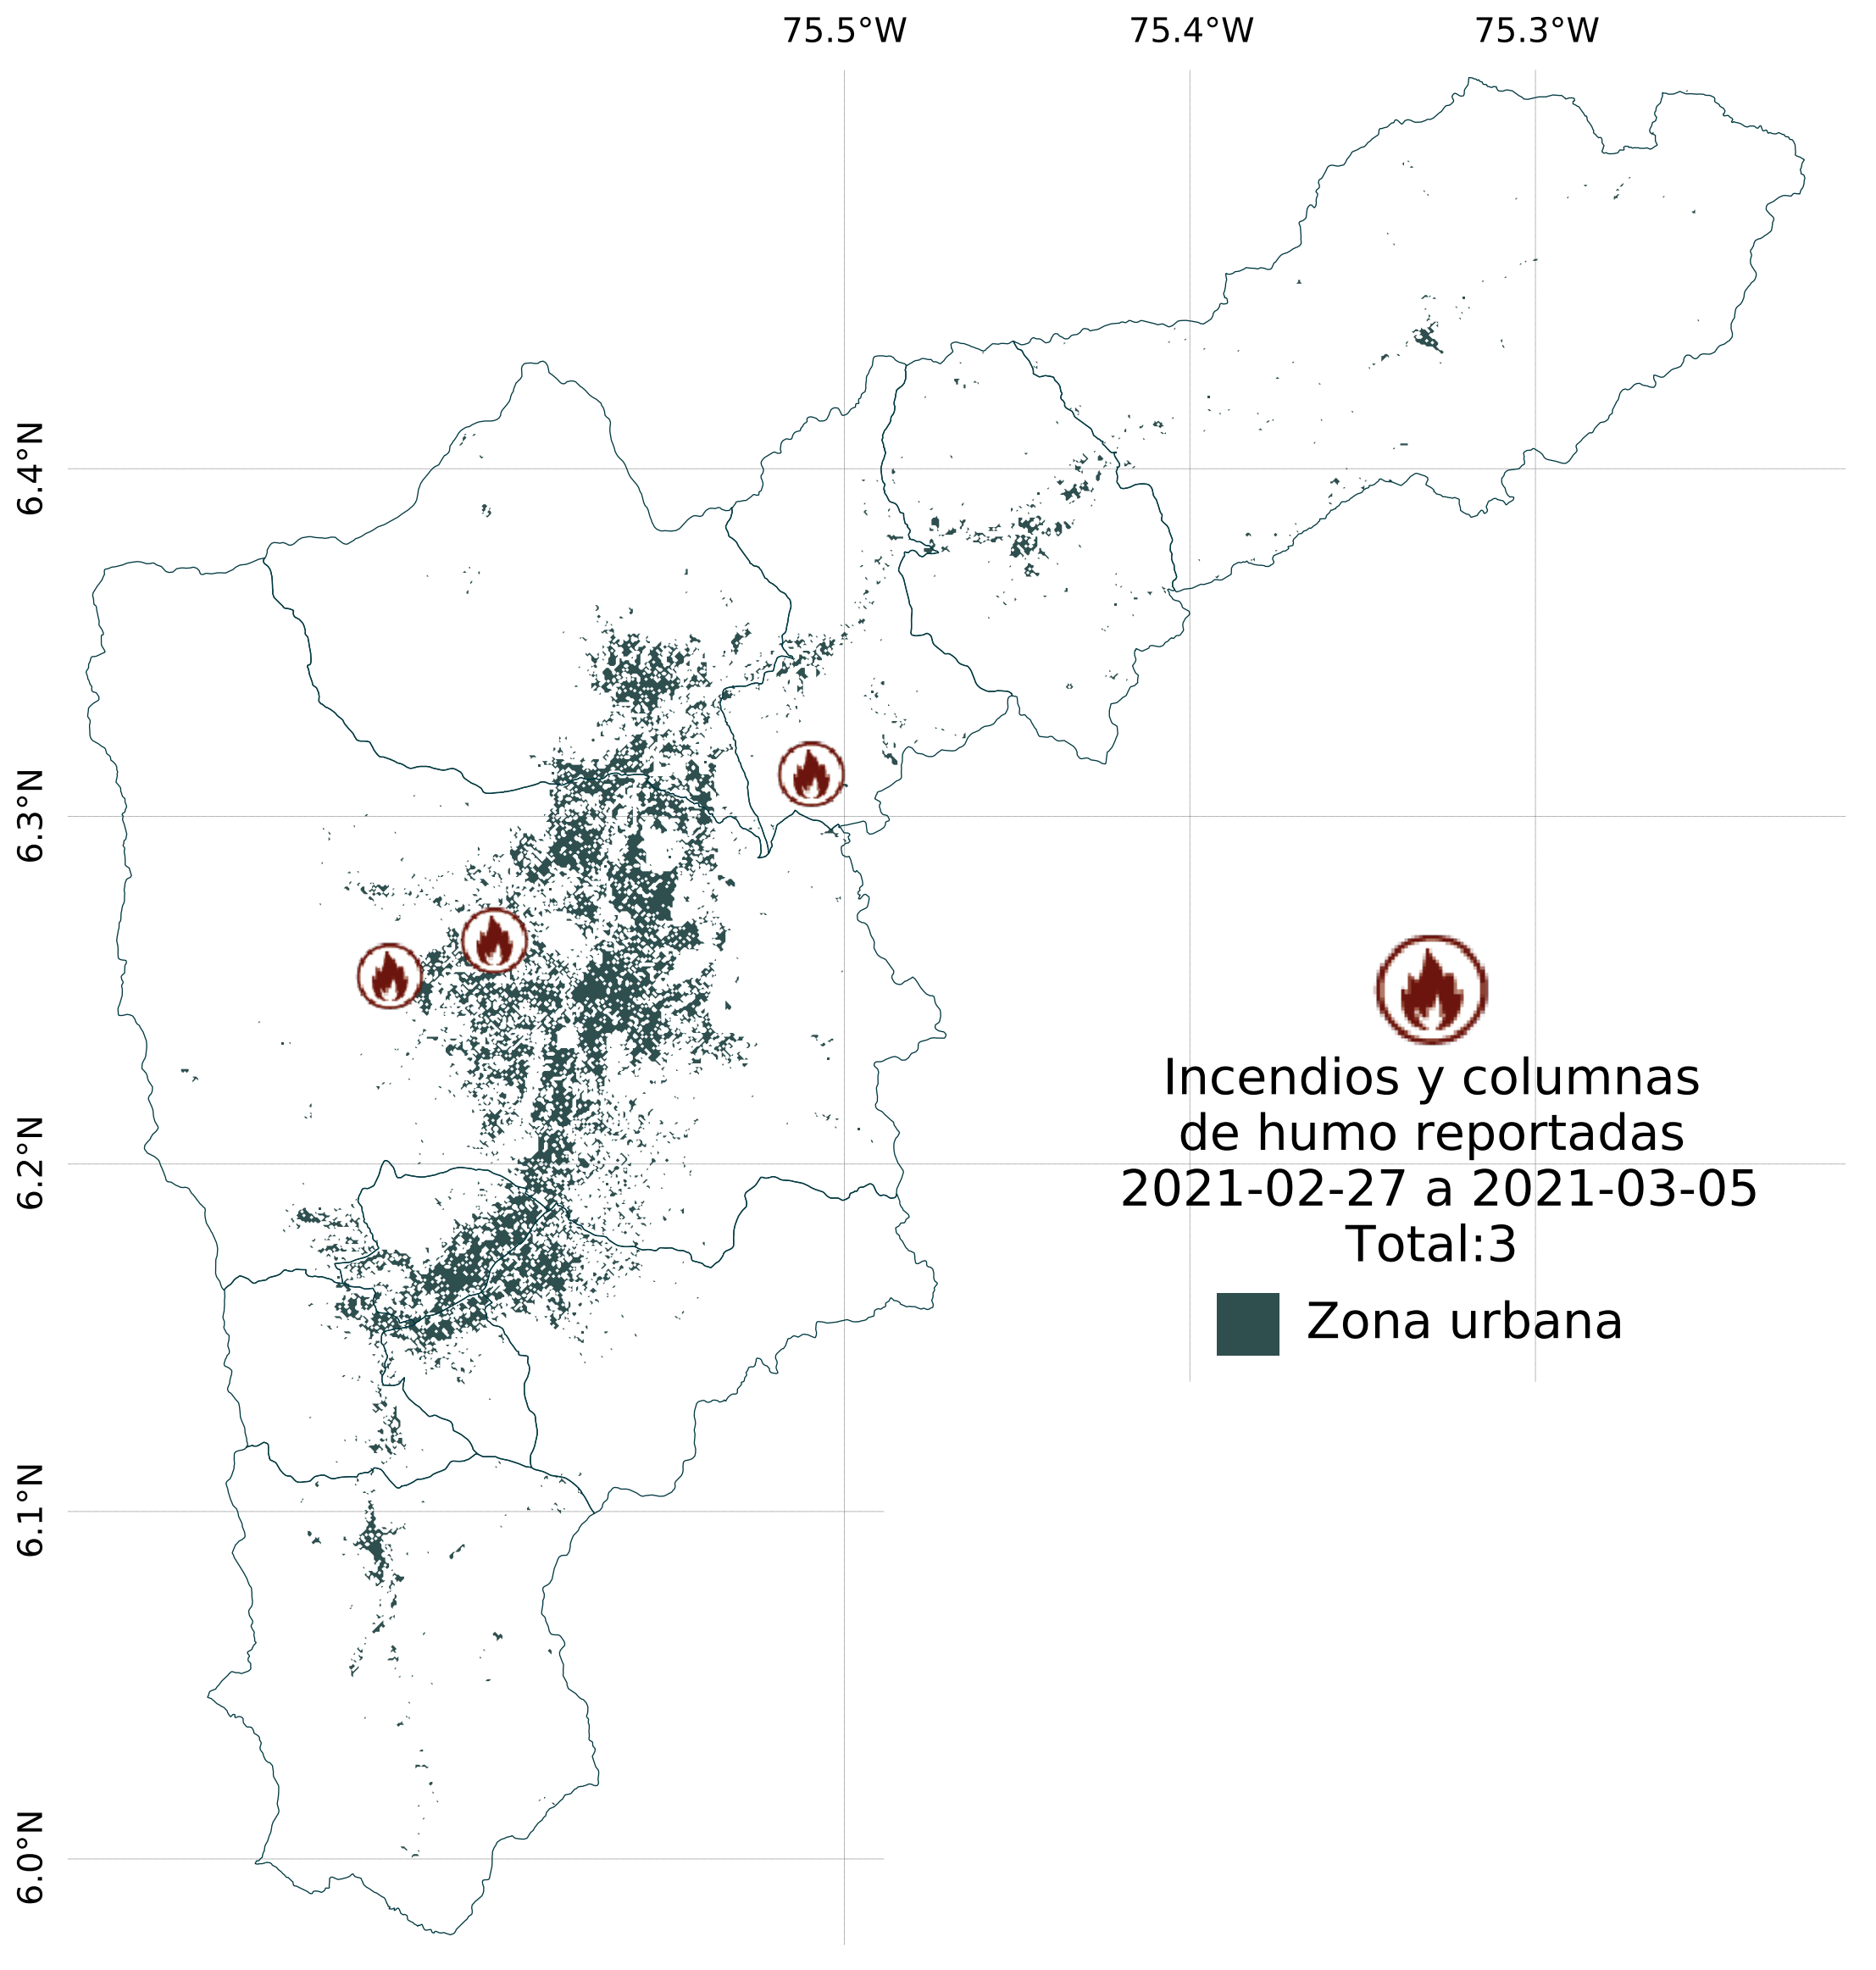 75.5°W 75.4°W 75.3°W
6.4°N
6.3°N
6.2°N
6.1°N
6.0°N
Incendios y columnas
de humo reportadas
2021-02-27 a 2021-03-05
Total:3
Zona urbana